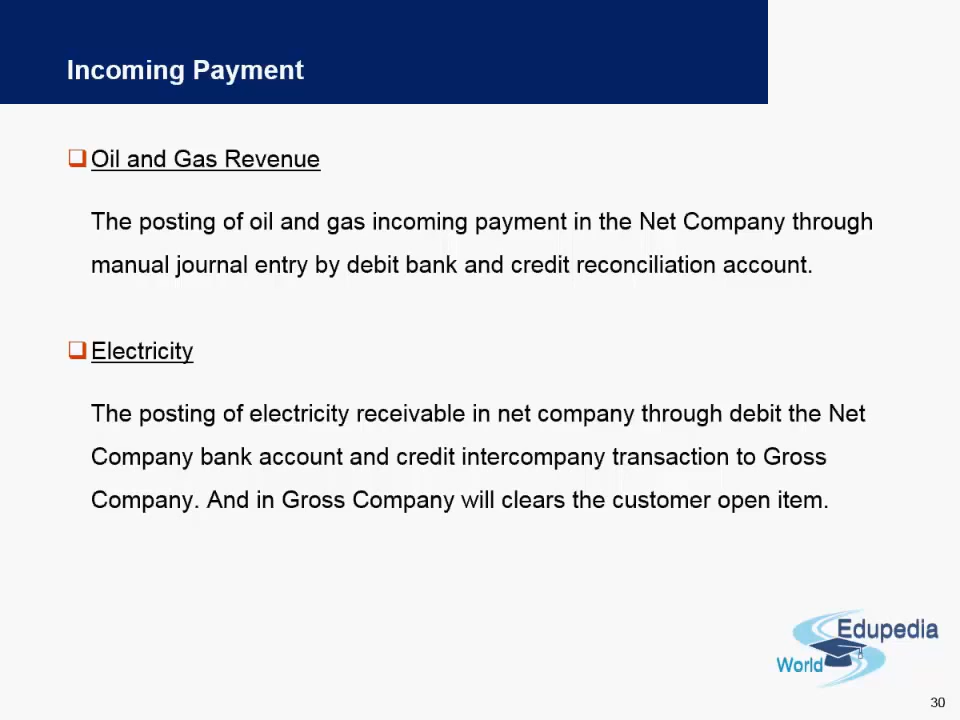 Incoming Payment
Oil and Gas Revenue
The posting of oil and gas incoming payment in the Net Company through
manual journal entry by debit bank and credit reconciliation account.
Electricity
The posting of electricity receivable in net company through debit the Net
Company bank account and credit intercompany transaction to Gross
Company. And in Gross Company will clears the customer open item.
Edupedia
World
30